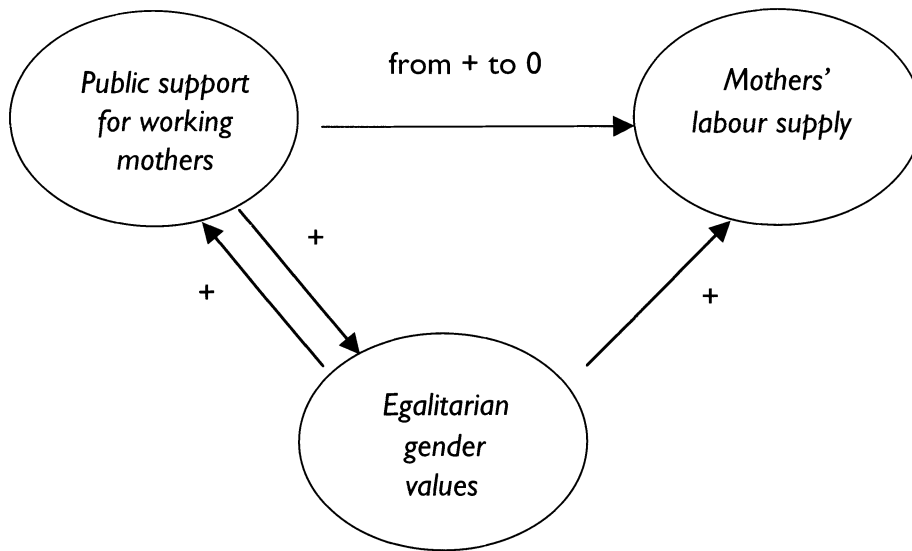 Public support
for working
mothers
from + to 0
Mothers’
labour supply
+
+
+
Egalitarian
gender
values